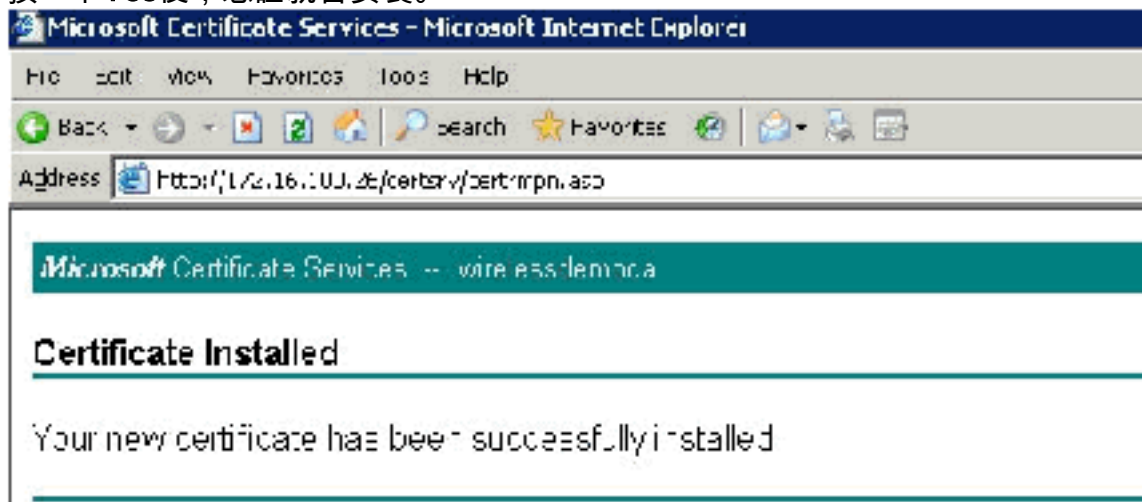 Microsoft Certificate Services - Microsoft Internet Explorer
File Edit View Favorites Tools Help
Back Search Favorites
Address
Microsoft Certificate Services -- wirelessdemoca
Certificate Installed
Your new certificate has been successfully installed